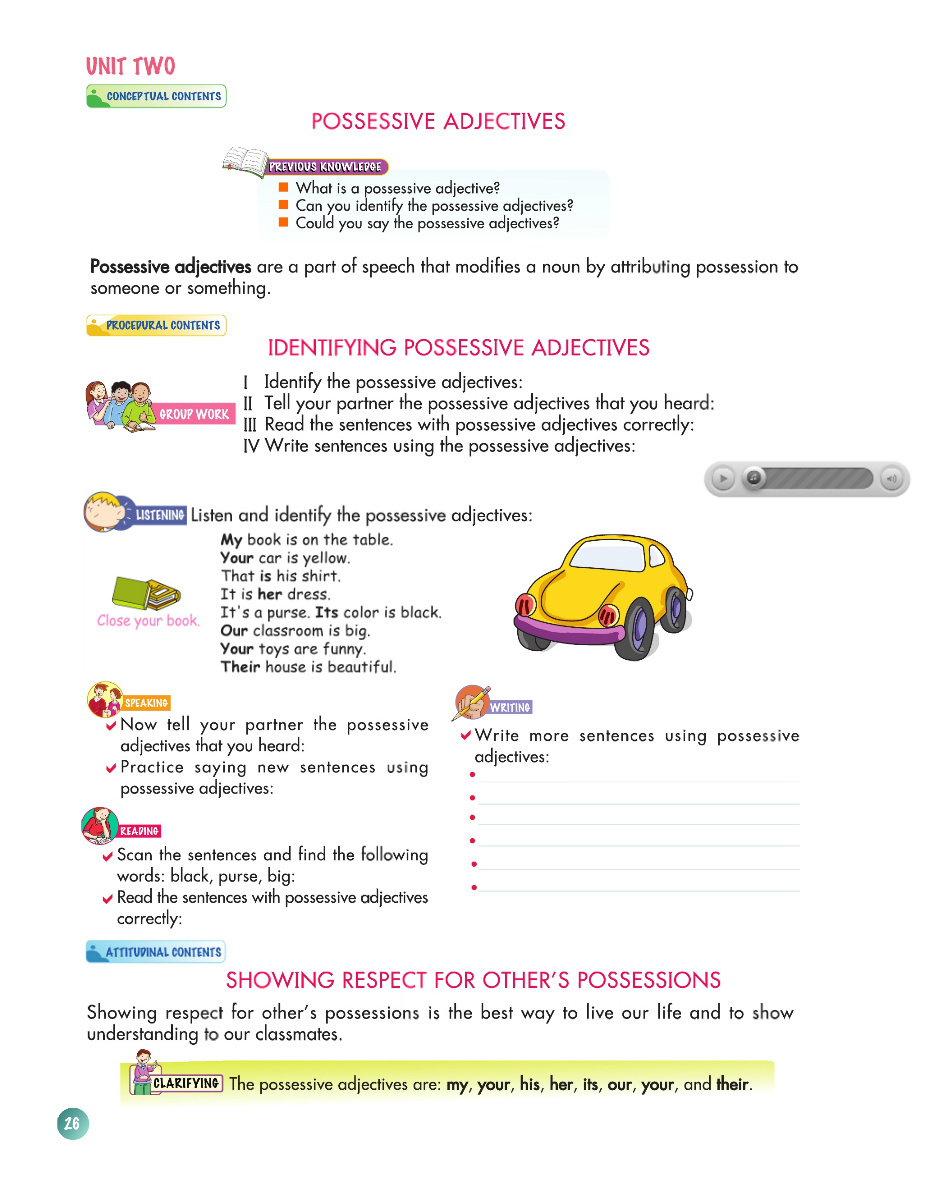 UNIT TWO
CONCEPTUAL CONTENTS
POSSESSIVE ADJECTIVES
PREVIOUS KNOWLEDGE
What is a possessive adjective?
Can you identify the possessive adjectives?
Could you say the possessive adjectives?
Possessive adjectives are a part of speech that modifies a noun by attributing possession to
someone or something.
PROCEDURAL CONTENTS
IDENTIFYING POSSESSIVE ADJECTIVES
GROUP WORK
I Identify the possessive adjectives:
II Tell your partner the possessive adjectives that you heard:
III Read the sentences with possessive adjectives correctly:
IV Write sentences using the possessive adjectives:
LISTENING Listen and identify the possessive adjectives:
Close your book.
My book is on the table.
Your car is yellow.
That is his shirt.
It is her dress.
It's a purse. Its color is black.
Our classroom is big.
Your toys are funny.
Their house is beautiful.
SPEAKING
Now tell your partner the possessive
adjectives that you heard:
Practice saying new sentences using
possessive adjectives:
READING
Scan the sentences and find the following
words: black, purse, big:
Read the sentences with possessive adjectives
correctly:
WRITING
Write more sentences using possessive
adjectives:
ATTITUDINAL CONTENTS
SHOWING RESPECT FOR OTHER'S POSSESSIONS
Showing respect for other's possessions is the best way to live our life and to show
understanding to our classmates.
CLARIFYING The possessive adjectives are: my, your, his, her, its, our, your, and their.
26